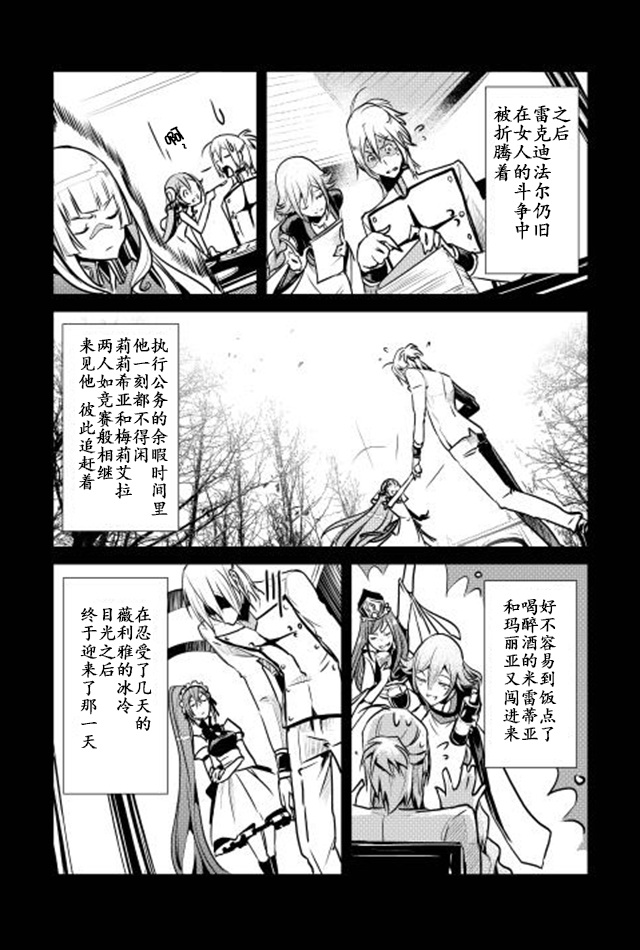 之后
雷克迪法尔仍旧
在女人的斗争中
被折腾着
啊?
执行公务的余暇时间里
他一刻都不得闲
莉莉希亚和梅莉艾拉
两人如竞赛般相继
来见他 彼此追赶着
好不容易到饭点了
喝醉酒的米雷蒂亚
和玛丽亚又闯进来
在忍受了几天的
薇利雅的冰冷
目光之后
终于迎来了那一天